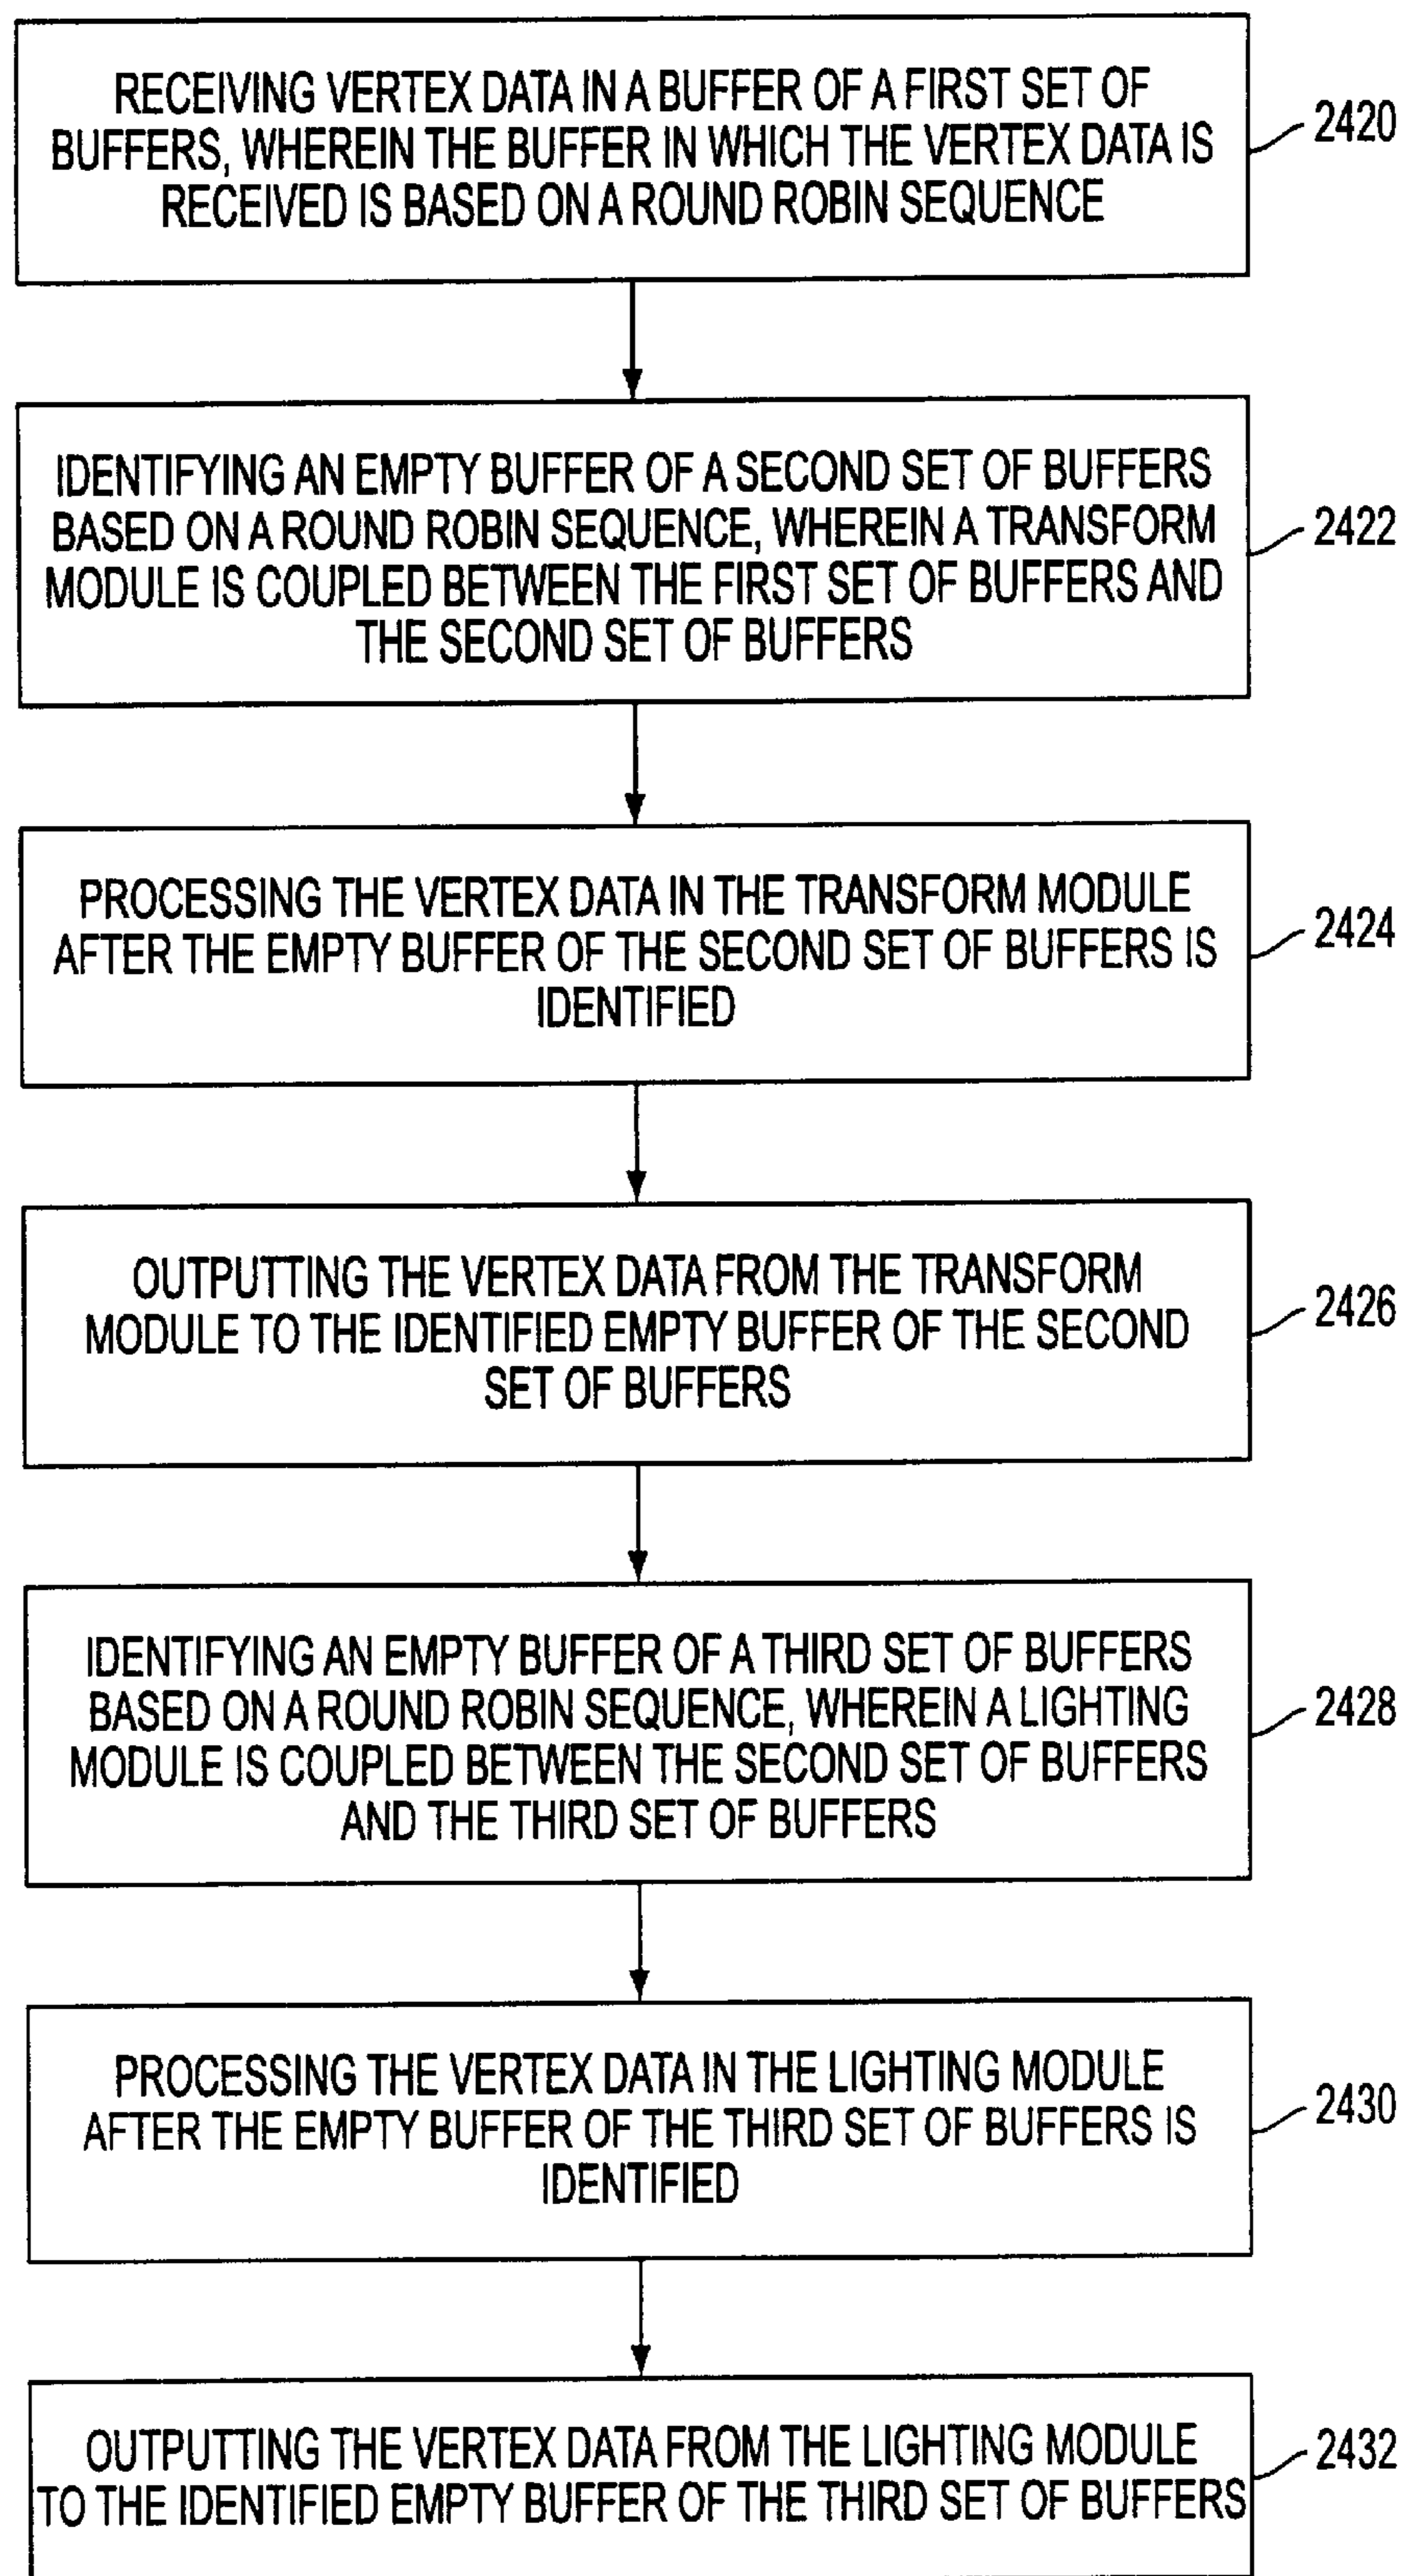 RECEIVING VERTEX DATA IN A BUFFER OF A FIRST SET OF
BUFFERS, WHEREIN THE BUFFER IN WHICH THE VERTEX DATA IS
RECEIVED IS BASED ON A ROUND ROBIN SEQUENCE
2420
IDENTIFYING AN EMPTY BUFFER OF A SECOND SET OF BUFFERS
BASED ON A ROUND ROBIN SEQUENCE, WHEREIN A TRANSFORM
MODULE IS COUPLED BETWEEN THE FIRST SET OF BUFFERS AND
THE SECOND SET OF BUFFERS
2422
PROCESSING THE VERTEX DATA IN THE TRANSFORM MODULE
AFTER THE EMPTY BUFFER OF THE SECOND SET OF BUFFERS IS
IDENTIFIED
2424
OUTPUTTING THE VERTEX DATA FROM THE TRANSFORM
MODULE TO THE IDENTIFIED EMPTY BUFFER OF THE SECOND
SET OF BUFFERS
2426
IDENTIFYING AN EMPTY BUFFER OF A THIRD SET OF BUFFERS
BASED ON A ROUND ROBIN SEQUENCE, WHEREIN A LIGHTING
MODULE IS COUPLED BETWEEN THE SECOND SET OF BUFFERS
AND THE THIRD SET OF BUFFERS
2428
PROCESSING THE VERTEX DATA IN THE LIGHTING MODULE
AFTER THE EMPTY BUFFER OF THE THIRD SET OF BUFFERS IS
IDENTIFIED
2430
OUTPUTTING THE VERTEX DATA FROM THE LIGHTING MODULE
TO THE IDENTIFIED EMPTY BUFFER OF THE THIRD SET OF BUFFERS
2432